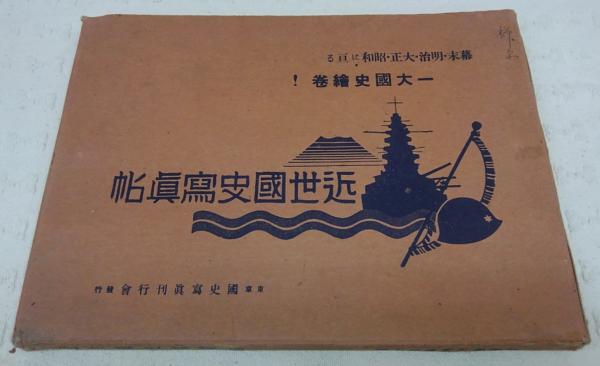 幕末・明治・大正・昭和に亘る
一大國史繪卷！
近世國史寫眞帖
東京 國史寫眞刊行會 發行